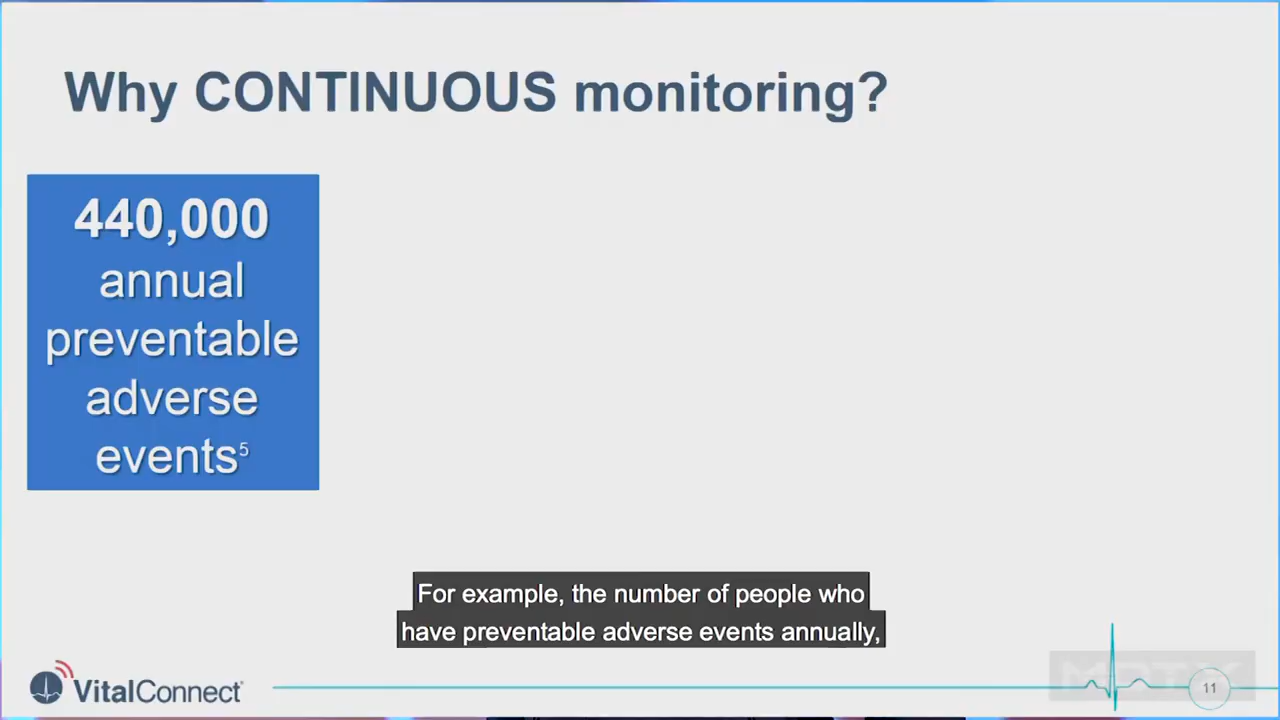 Why CONTINUOUS monitoring?
440,000
annual
preventable
adverse
events5
For example, the number of people who
have preventable adverse events annually,
VitalConnect
11